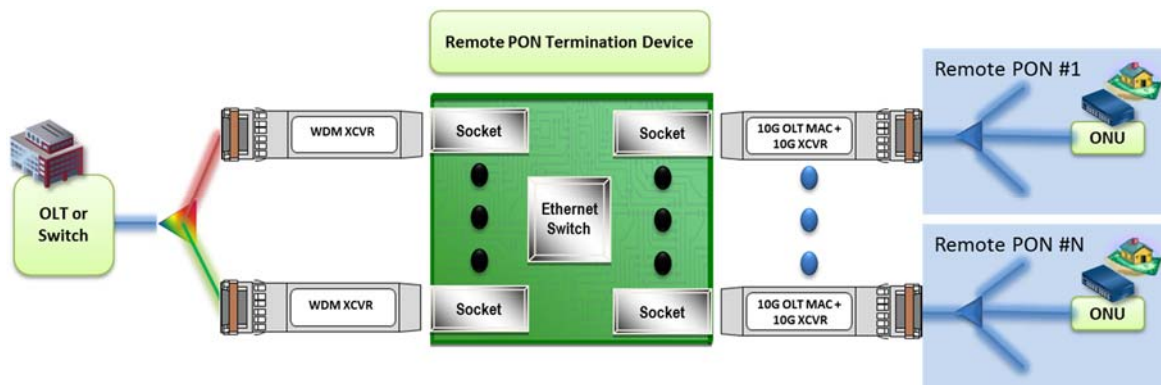 Remote PON Termination Device
OLT or
Switch
WDM XCVR
WDM XCVR
Socket
Socket
Ethernet
Switch
Socket
Socket
10G OLT MAC +
10G XCVR
10G OLT MAC +
10G XCVR
Remote PON #1
ONU
Remote PON #N
ONU